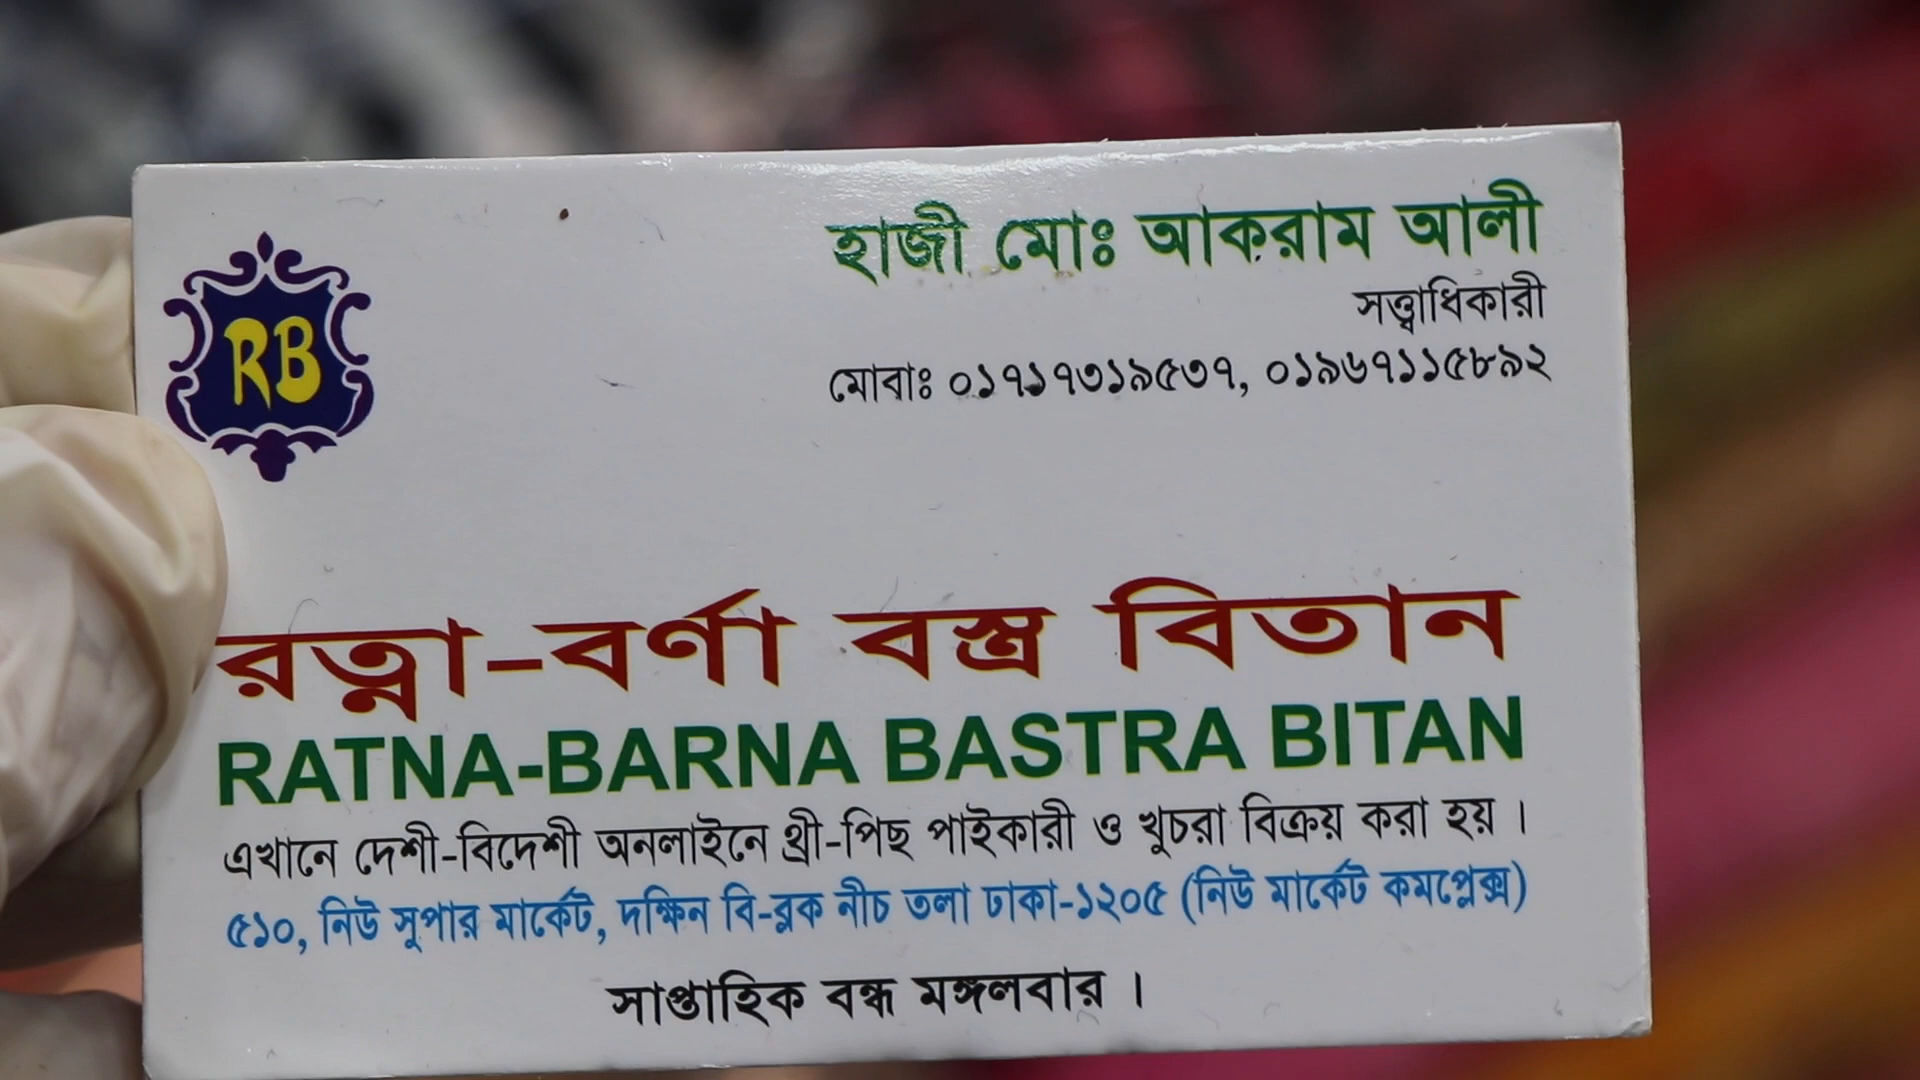 RB
হাজী মোঃ আকরাম আলী
সত্ত্বাধিকারী
মোবাঃ ০১৭১৭৩১৯৫৩৭, ০১৯৬৭১১৫৮৯২
রত্না-বর্ণা বস্ত্র বিতান
RATNA-BARNA BASTRA BITAN
এখানে দেশী-বিদেশী অনলাইনে থ্রী-পিছ পাইকারী ও খুচরা বিক্রয় করা হয়।
৫১০, নিউ সুপার মার্কেট, দক্ষিন বি-ব্লক নীচ তলা ঢাকা-১২০৫ (নিউ মার্কেট কমপ্লেক্স)
সাপ্তাহিক বন্ধ মঙ্গলবার।